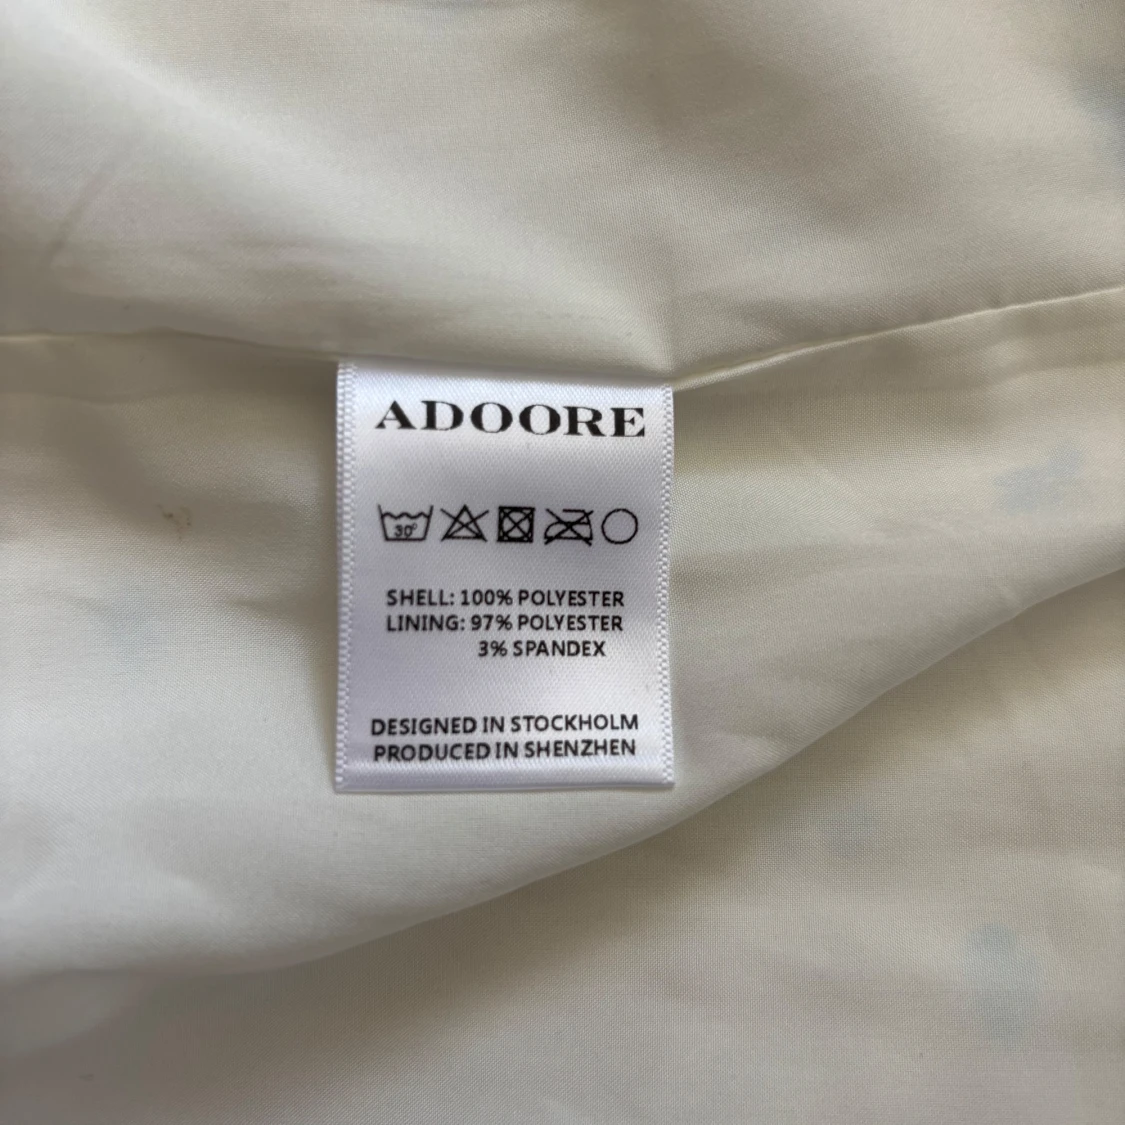 ADOORE
30°
SHELL: 100% POLYESTER
LINING: 97% POLYESTER
3% SPANDEX
DESIGNED IN STOCKHOLM
PRODUCED IN SHENZHEN